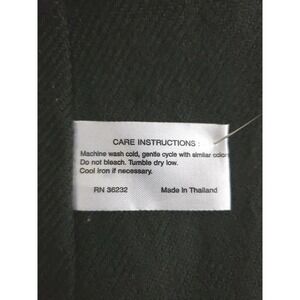 CARE INSTRUCTIONS :
Machine wash cold, gentle cycle with similar colors
Do not bleach. Tumble dry low.
Cool iron if necessary.
RN 36232 Made in Thailand